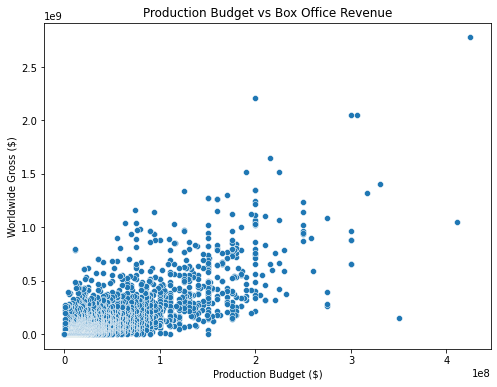 Production Budget vs Box Office Revenue
1e9
2.5
2.0
1.5
1.0
0.5
0.0
Worldwide Gross ($)
0
1
2
3
4
1e8
Production Budget ($)